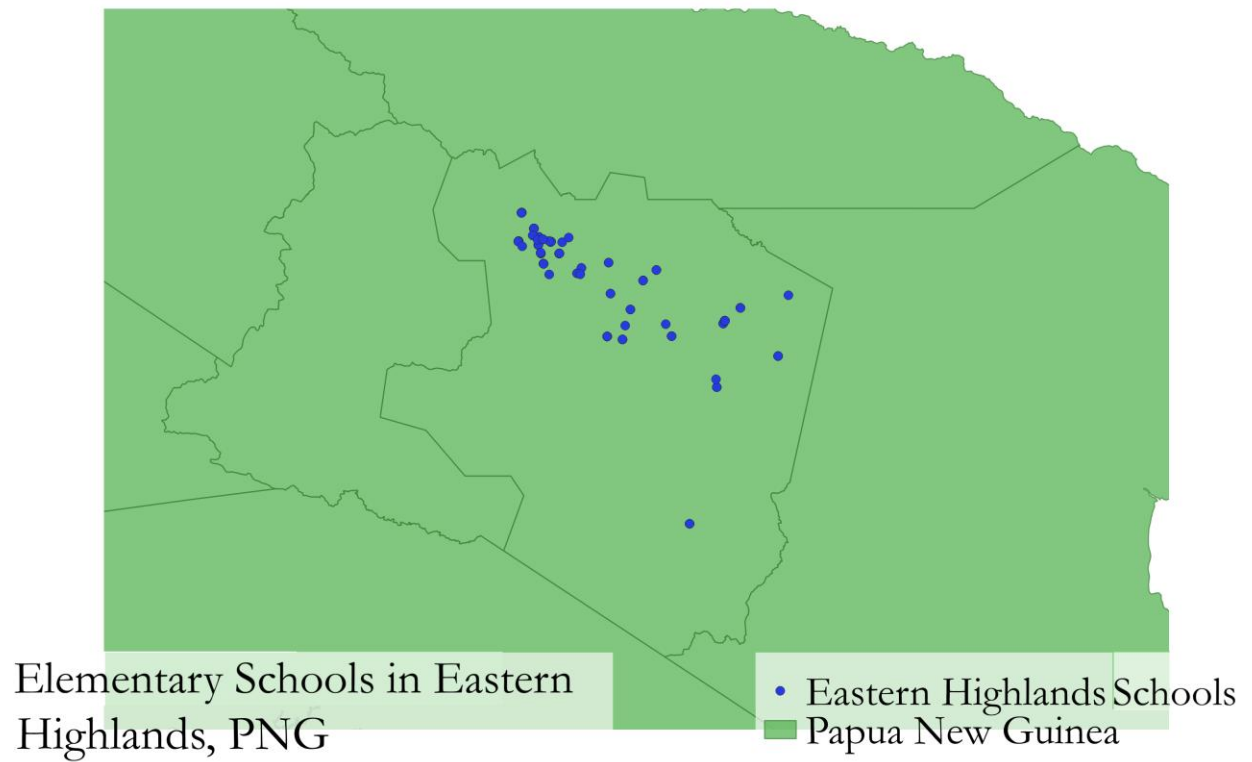 Elementary Schools in Eastern
Highlands, PNG
Eastern Highlands Schools
Papua New Guinea